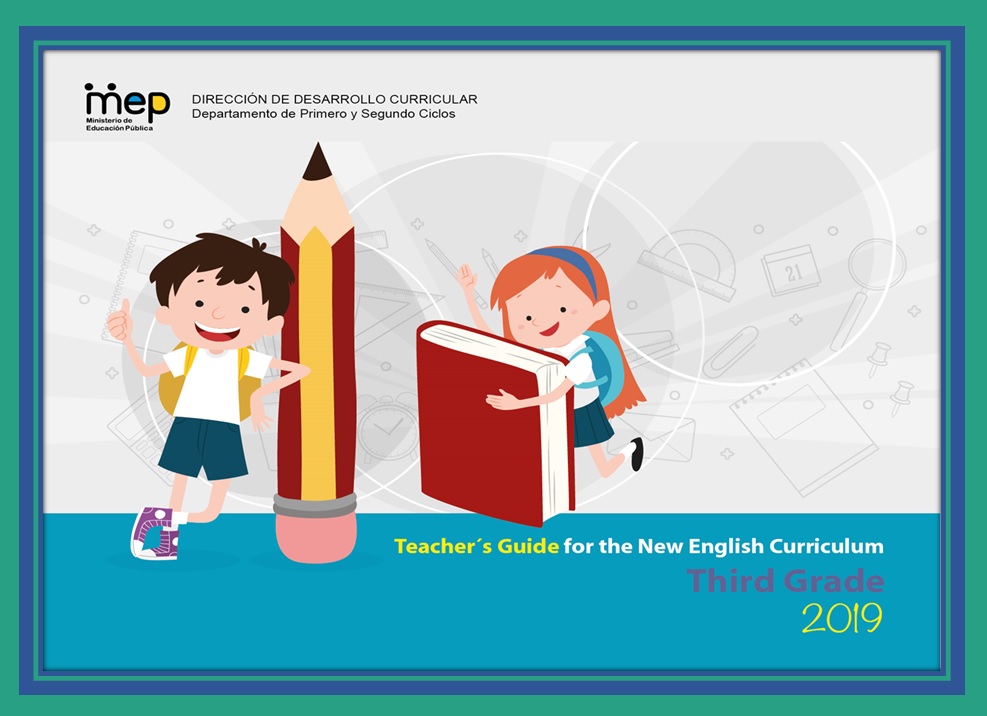 mep
Ministerio de
Educación Pública
DIRECCIÓN DE DESARROLLO CURRICULAR
Departamento de Primero y Segundo Ciclos
21
Teacher´s Guide for the New English Curriculum
Third Grade
2019